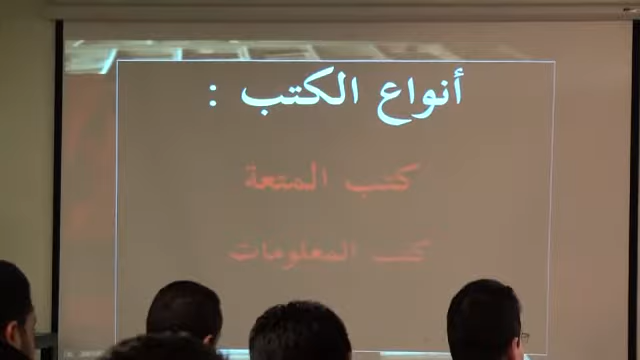 أنواع الكتب :
كتب المتعة
كتب المعلومات